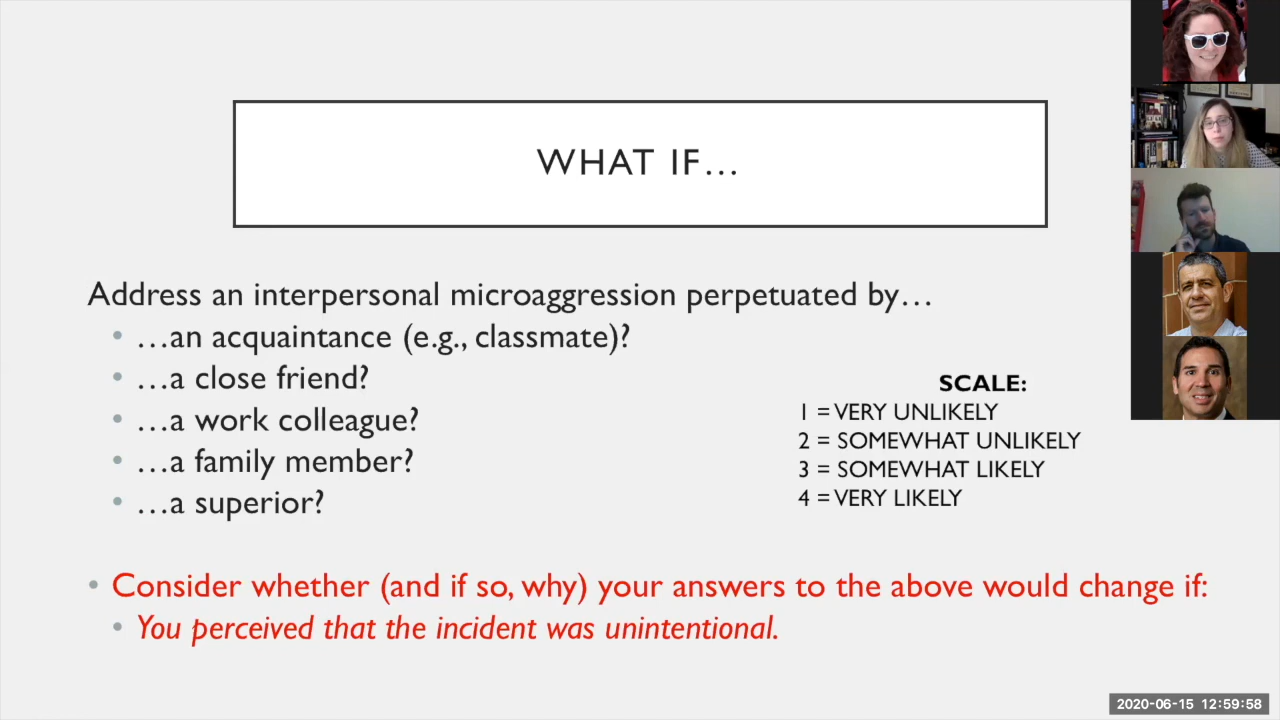 WHAT IF…
Address an interpersonal microaggression perpetuated by…
• …an acquaintance (e.g., classmate)?
• …a close friend?
• …a work colleague?
• …a family member?
• …a superior?
SCALE:
1 = VERY UNLIKELY
2 = SOMEWHAT UNLIKELY
3 = SOMEWHAT LIKELY
4 = VERY LIKELY
• Consider whether (and if so, why) your answers to the above would change if:
• You perceived that the incident was unintentional.
2020-06-15 12:59:58